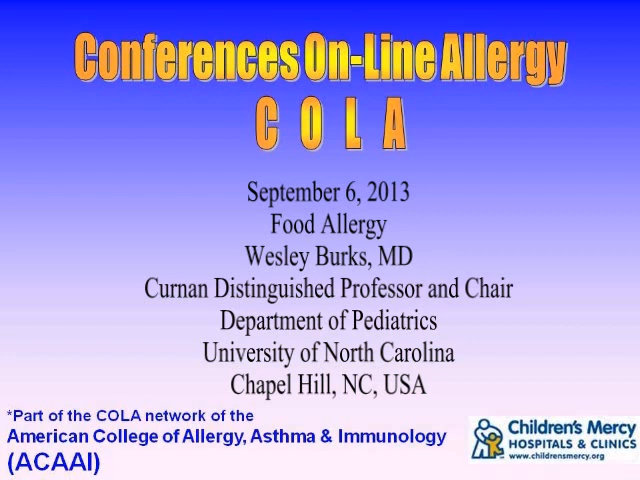 Conferences On-Line Allergy
C O L A
September 6, 2013
Food Allergy
Wesley Burks, MD
Curnan Distinguished Professor and Chair
Department of Pediatrics
University of North Carolina
Chapel Hill, NC, USA
*Part of the COLA network of the
American College of Allergy, Asthma & Immunology
(ACAAI)
Children's Mercy
HOSPITALS & CLINICS
www.childrensmercy.org